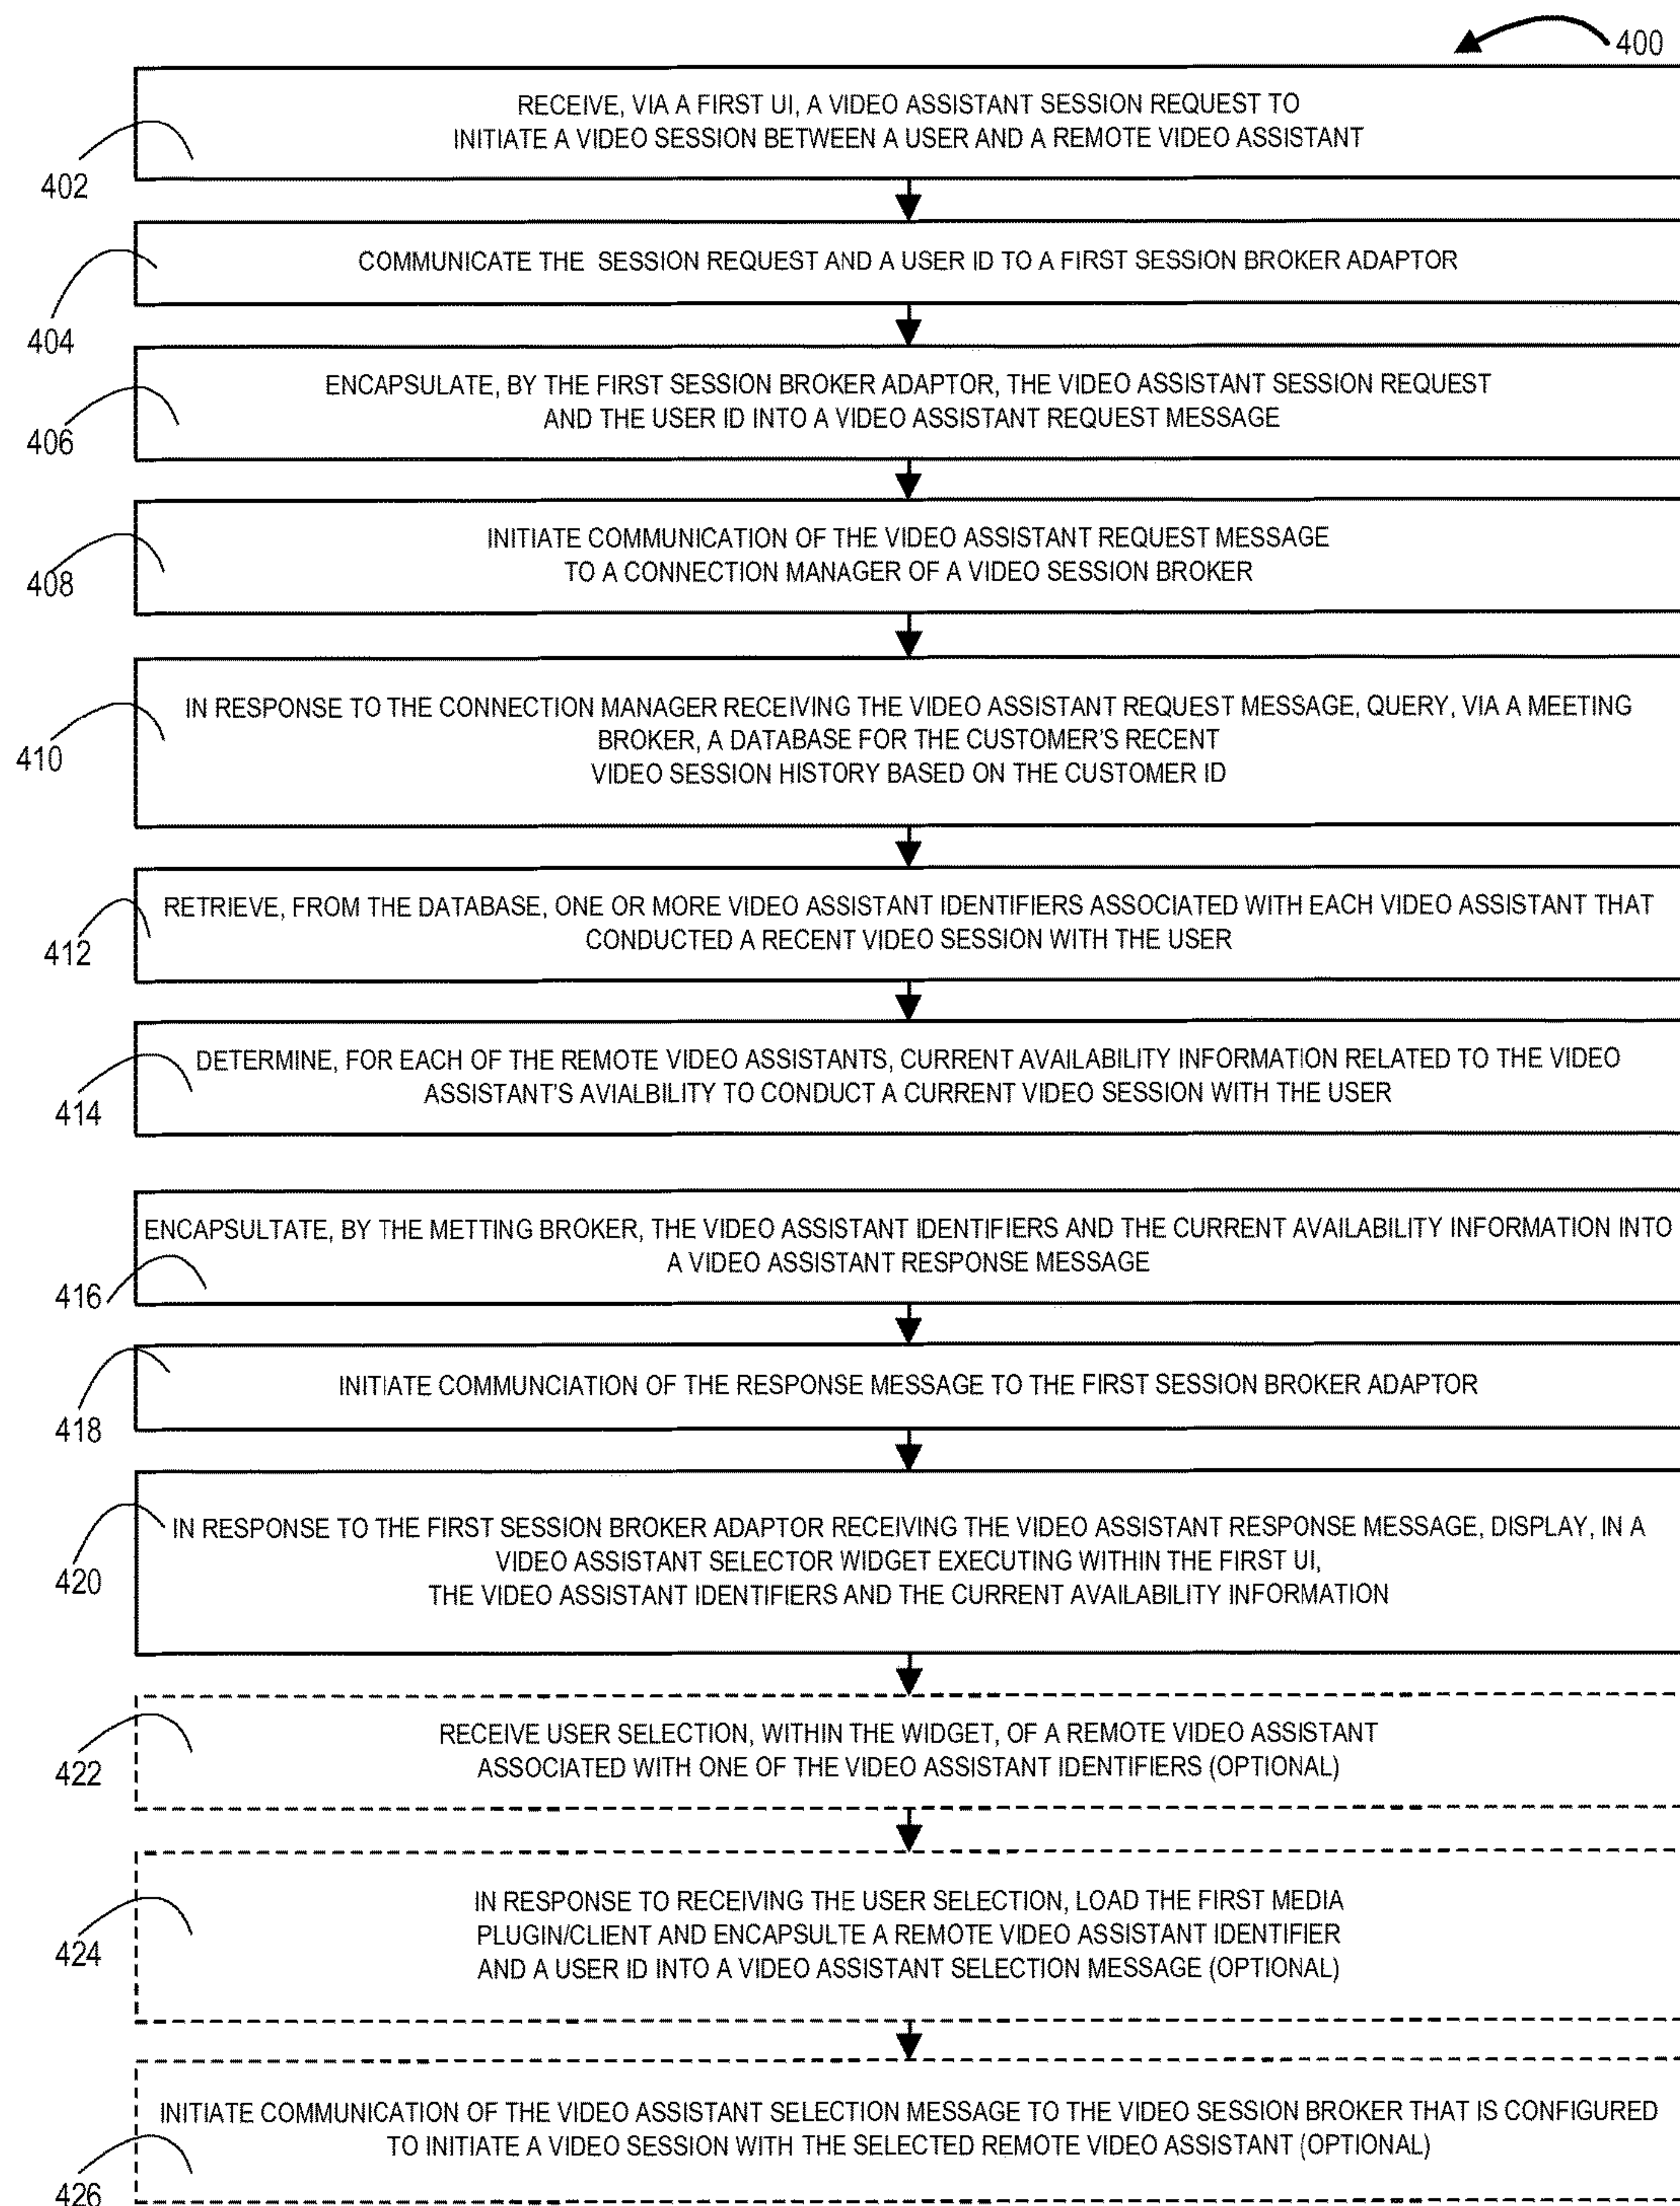 400
RECEIVE, VIA A FIRST UI, A VIDEO ASSISTANT SESSION REQUEST TO
INITIATE A VIDEO SESSION BETWEEN A USER AND A REMOTE VIDEO ASSISTANT
402
COMMUNICATE THE SESSION REQUEST AND A USER ID TO A FIRST SESSION BROKER ADAPTOR
404
ENCAPSULATE, BY THE FIRST SESSION BROKER ADAPTOR, THE VIDEO ASSISTANT SESSION REQUEST
AND THE USER ID INTO A VIDEO ASSISTANT REQUEST MESSAGE
406
INITIATE COMMUNICATION OF THE VIDEO ASSISTANT REQUEST MESSAGE
TO A CONNECTION MANAGER OF A VIDEO SESSION BROKER
408
IN RESPONSE TO THE CONNECTION MANAGER RECEIVING THE VIDEO ASSISTANT REQUEST MESSAGE, QUERY, VIA A MEETING
BROKER, A DATABASE FOR THE CUSTOMER'S RECENT
VIDEO SESSION HISTORY BASED ON THE CUSTOMER ID
410
RETRIEVE, FROM THE DATABASE, ONE OR MORE VIDEO ASSISTANT IDENTIFIERS ASSOCIATED WITH EACH VIDEO ASSISTANT THAT
CONDUCTED A RECENT VIDEO SESSION WITH THE USER
412
DETERMINE, FOR EACH OF THE REMOTE VIDEO ASSISTANTS, CURRENT AVAILABILITY INFORMATION RELATED TO THE VIDEO
ASSISTANT'S AVIALBILITY TO CONDUCT A CURRENT VIDEO SESSION WITH THE USER
414
ENCAPSULTATE, BY THE METTING BROKER, THE VIDEO ASSISTANT IDENTIFIERS AND THE CURRENT AVAILABILITY INFORMATION INTO
A VIDEO ASSISTANT RESPONSE MESSAGE
416
INITIATE COMMUNCIATION OF THE RESPONSE MESSAGE TO THE FIRST SESSION BROKER ADAPTOR
418
IN RESPONSE TO THE FIRST SESSION BROKER ADAPTOR RECEIVING THE VIDEO ASSISTANT RESPONSE MESSAGE, DISPLAY, IN A
VIDEO ASSISTANT SELECTOR WIDGET EXECUTING WITHIN THE FIRST UI,
THE VIDEO ASSISTANT IDENTIFIERS AND THE CURRENT AVAILABILITY INFORMATION
420
RECEIVE USER SELECTION, WITHIN THE WIDGET, OF A REMOTE VIDEO ASSISTANT
ASSOCIATED WITH ONE OF THE VIDEO ASSISTANT IDENTIFIERS (OPTIONAL)
422
IN RESPONSE TO RECEIVING THE USER SELECTION, LOAD THE FIRST MEDIA
PLUGIN/CLIENT AND ENCAPSULTE A REMOTE VIDEO ASSISTANT IDENTIFIER
AND A USER ID INTO A VIDEO ASSISTANT SELECTION MESSAGE (OPTIONAL)
424
INITIATE COMMUNICATION OF THE VIDEO ASSISTANT SELECTION MESSAGE TO THE VIDEO SESSION BROKER THAT IS CONFIGURED
TO INITIATE A VIDEO SESSION WITH THE SELECTED REMOTE VIDEO ASSISTANT (OPTIONAL)
426